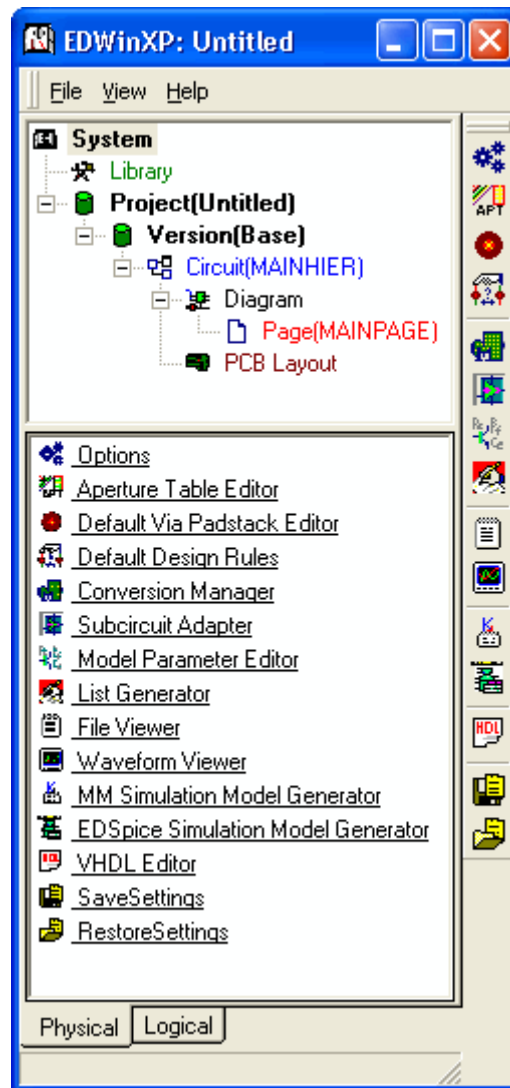 EDWinXP: Untitled
File View Help
System
Library
Project(Untitled)
Version(Base)
Circuit(MAINHIER)
Diagram
Page(MAINPAGE)
PCB Layout
APT
HDL
Options
Aperture Table Editor
Default Via Padstack Editor
Default Design Rules
Conversion Manager
Subcircuit Adapter
Model Parameter Editor
List Generator
File Viewer
Waveform Viewer
MM Simulation Model Generator
EDSpice Simulation Model Generator
VHDL Editor
SaveSettings
RestoreSettings
Physical Logical